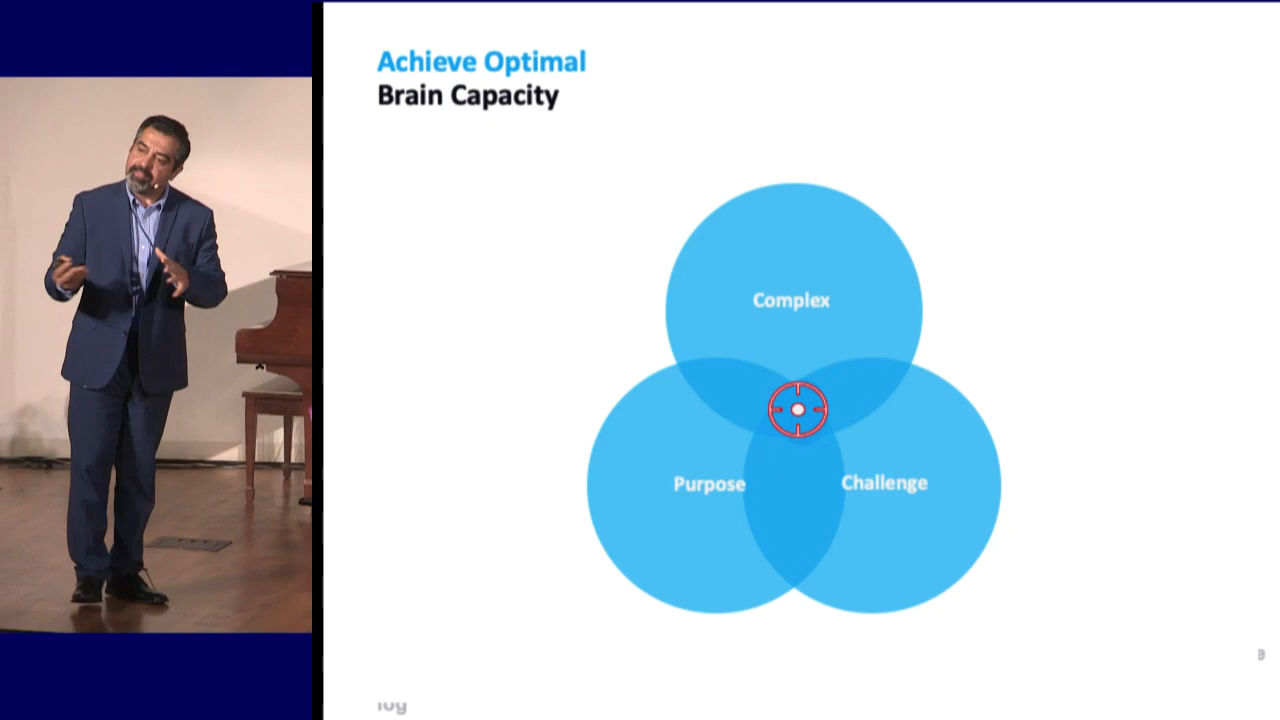 Achieve Optimal
Brain Capacity
Complex
Purpose
Challenge